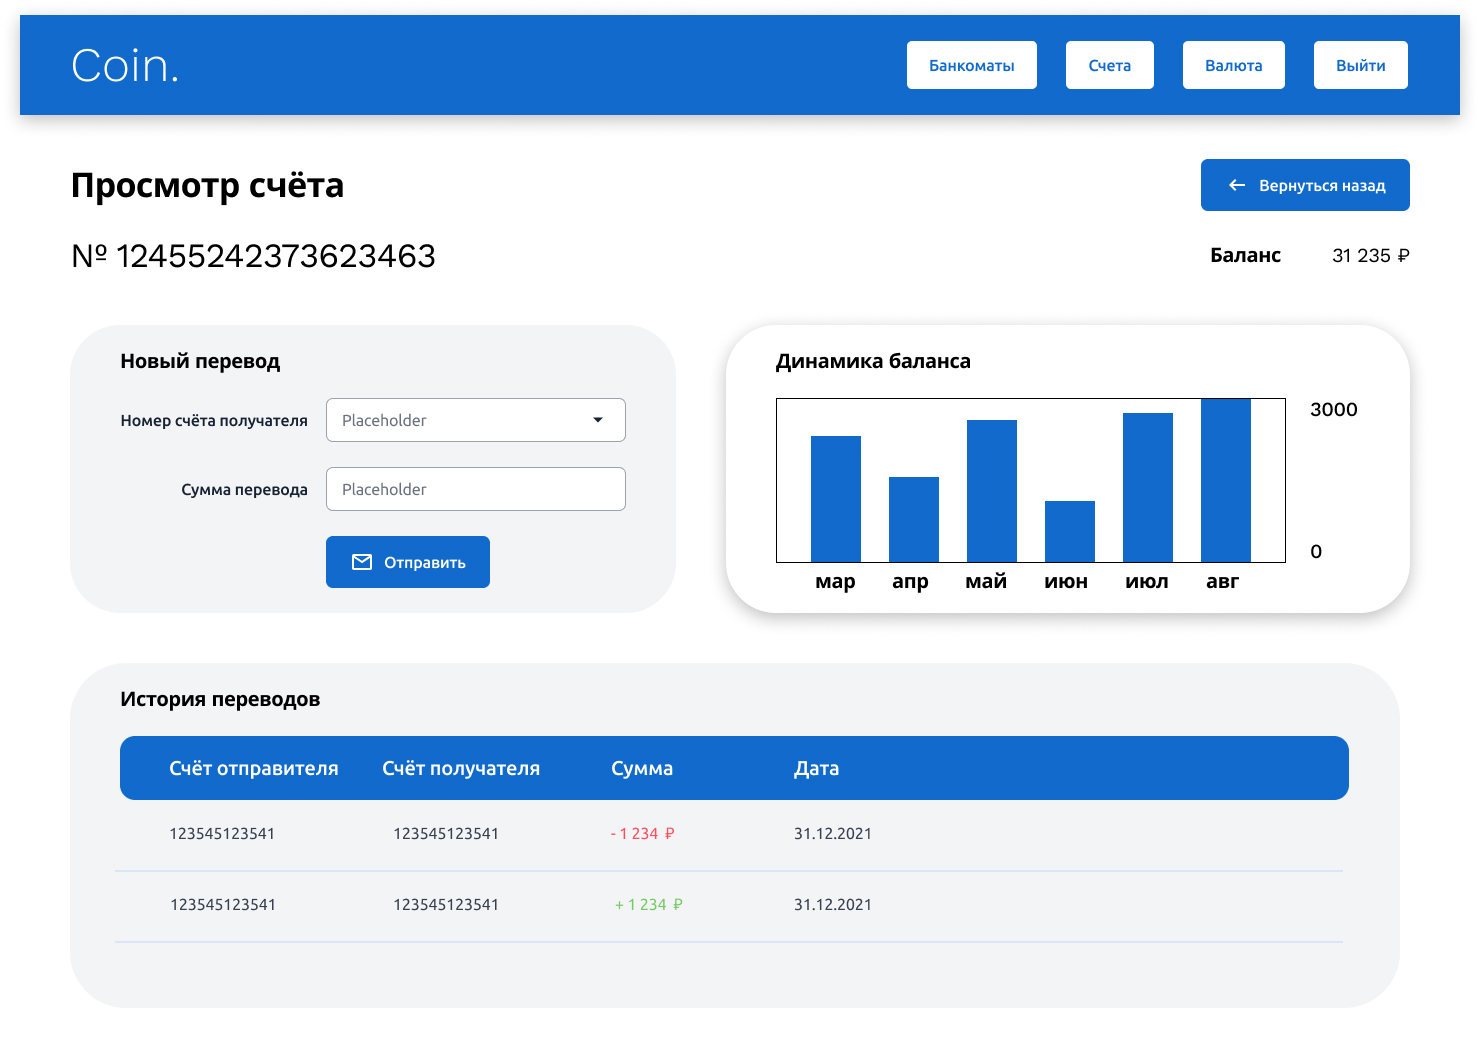 Coin.
Банкоматы
Счета
Валюта
Выйти
Просмотр счёта
Вернуться назад
№ 12455242373623463
Баланс 31 235 ₽
Новый перевод
Номер счёта получателя
Placeholder
Сумма перевода
Placeholder
Отправить
Динамика баланса
3000
0
мар апр май июн июл авг
История переводов
Счёт отправителя Счёт получателя Сумма Дата
123545123541 123545123541 - 1 234 ₽ 31.12.2021
123545123541 123545123541 + 1 234 ₽ 31.12.2021